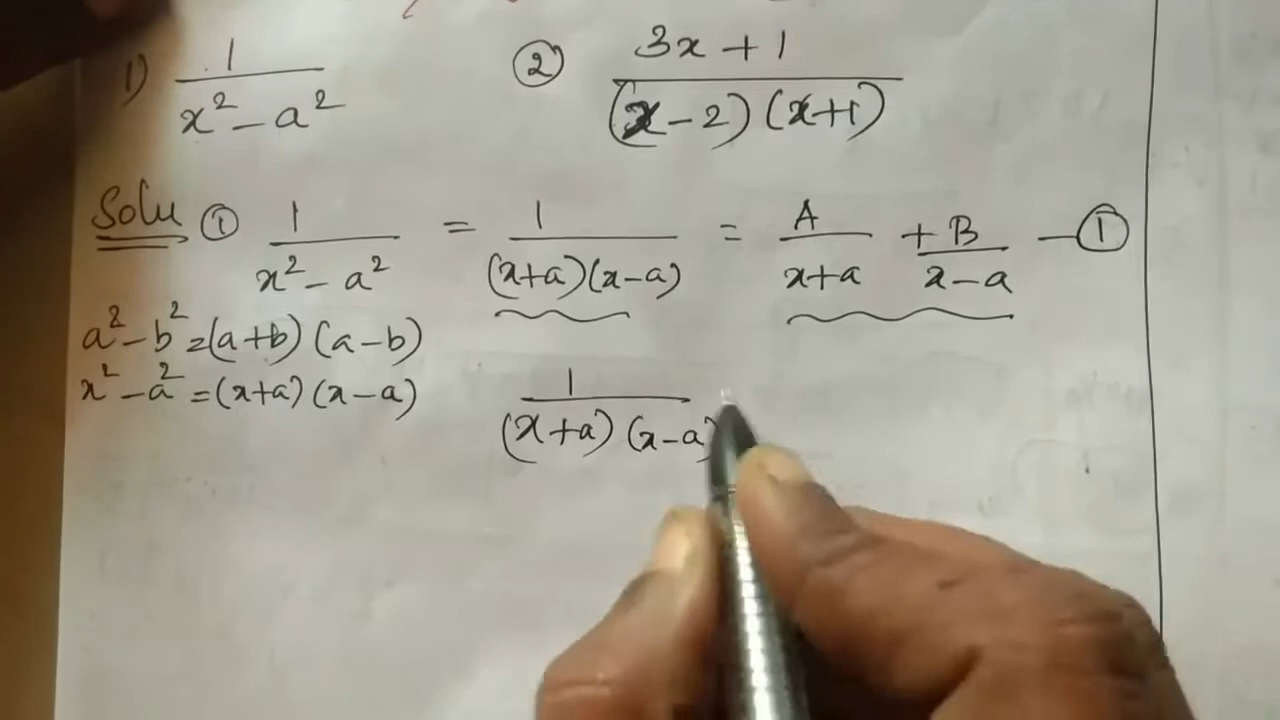 1) 1/(x² - a²) ② (3x + 1)/((x - 2)(x+1))
Solu ① 1/(x² - a²) = 1/((x+a)(x-a)) = A/(x+a) + B/(x-a) — ①
a² - b² = (a+b) (a-b)
x² - a² = (x+a) (x-a)
1/((x+a) (x-a))